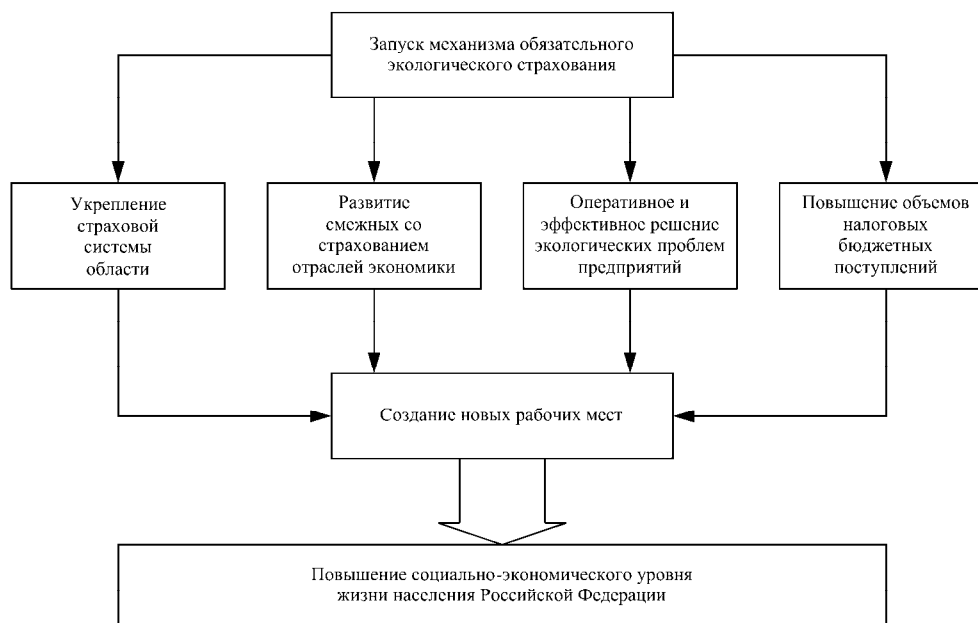 Запуск механизма обязательного
экологического страхования
Укрепление
страховой
системы
области
Развитие
смежных со
страхованием
отраслей экономики
Оперативное и
эффективное решение
экологических проблем
предприятий
Повышение объемов
налоговых
бюджетных
поступлений
Создание новых рабочих мест
Повышение социально-экономического уровня
жизни населения Российской Федерации